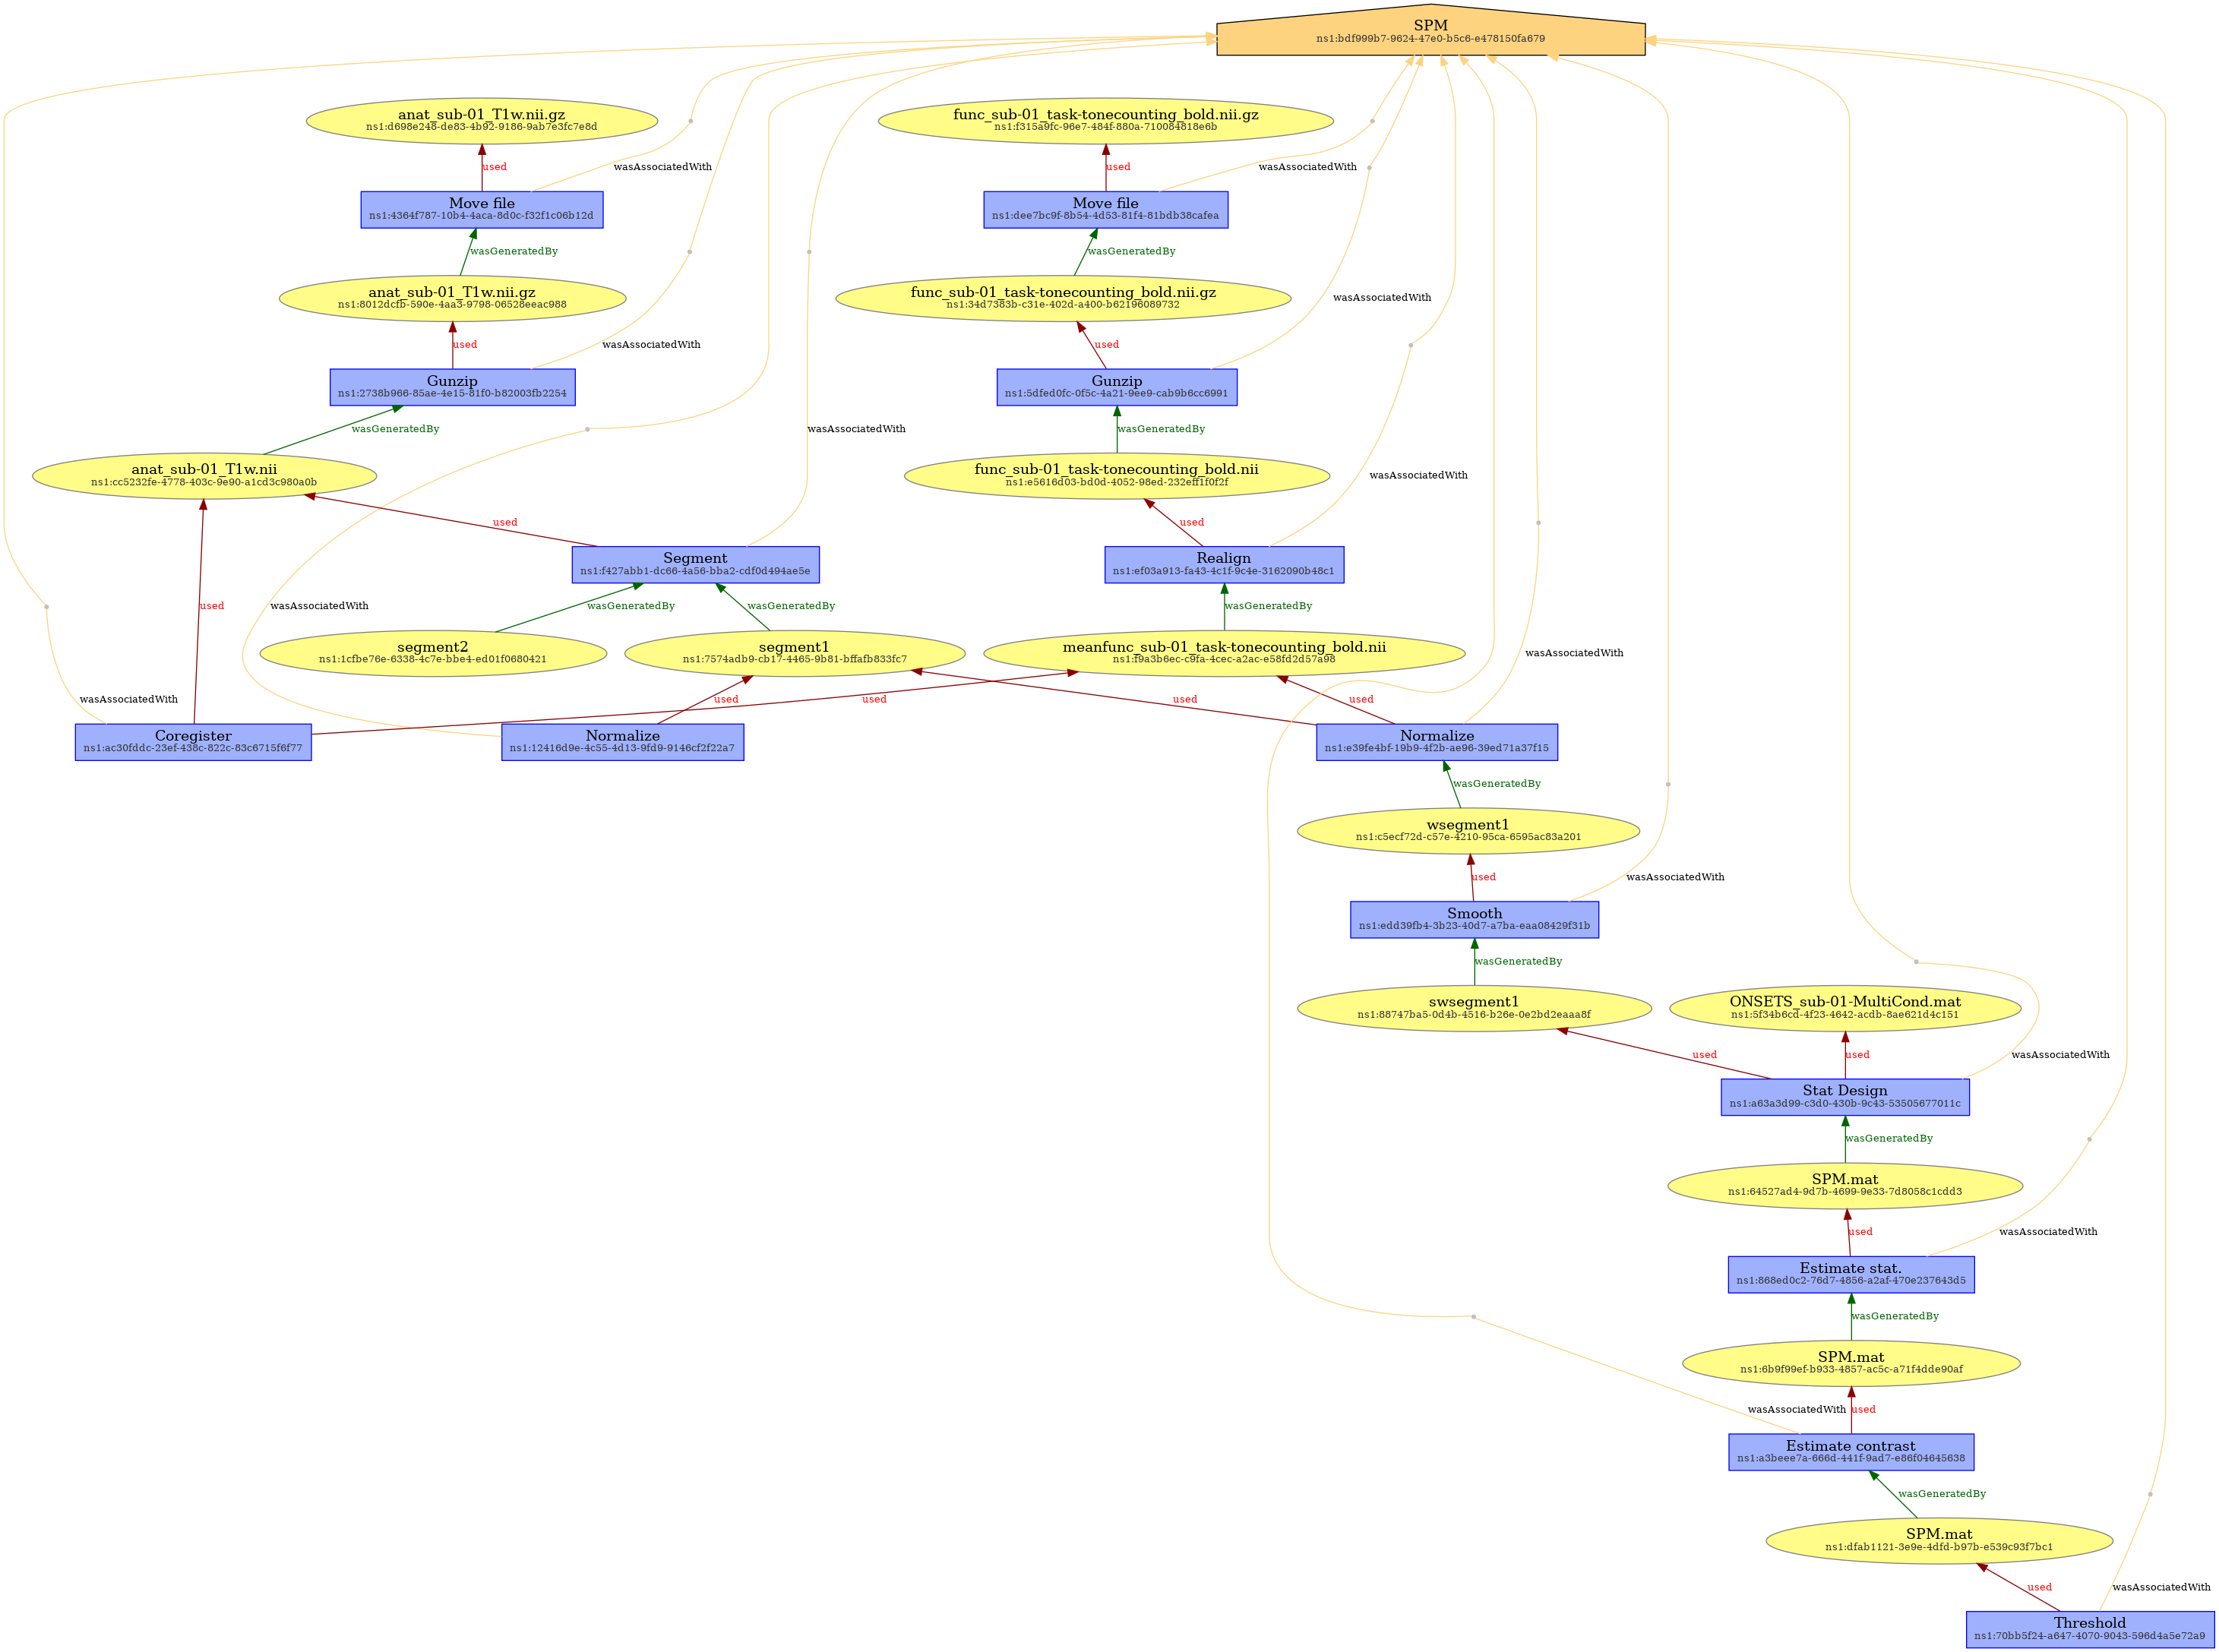 SPM
ns1:bdf999b7-9624-47e0-b5c6-e478150fa679
anat_sub-01_T1w.nii.gz
ns1:d698e248-de83-4b92-9186-9ab7e3fc7e8d
func_sub-01_task-tonecounting_bold.nii.gz
ns1:f315a9fc-96e7-484f-880a-710084818e6b
used
wasAssociatedWith
used
wasAssociatedWith
Move file
ns1:4364f787-10b4-4aca-8d0c-f32f1c06b12d
Move file
ns1:dee7bc9f-8b54-4d53-81f4-81bdb38cafea
wasGeneratedBy
wasGeneratedBy
anat_sub-01_T1w.nii.gz
ns1:8012dcfb-590e-4aa3-9798-06528eeac988
func_sub-01_task-tonecounting_bold.nii.gz
ns1:34d7383b-c31e-402d-a400-b62196089732
wasAssociatedWith
used
wasAssociatedWith
used
Gunzip
ns1:2738b966-85ae-4e15-81f0-b82003fb2254
Gunzip
ns1:5dfed0fc-0f5c-4a21-9ee9-cab9b6cc6991
wasGeneratedBy
wasAssociatedWith
wasGeneratedBy
anat_sub-01_T1w.nii
ns1:cc5232fe-4778-403c-9e90-a1cd3c980a0b
func_sub-01_task-tonecounting_bold.nii
ns1:e5616d03-bd0d-4052-98ed-232eff1f0f2f
wasAssociatedWith
used
used
Segment
ns1:f427abb1-dc66-4a56-bba2-cdf0d494ae5e
Realign
ns1:ef03a913-fa43-4c1f-9c4e-3162090b48c1
used
wasAssociatedWith
wasGeneratedBy
wasGeneratedBy
wasGeneratedBy
segment2
ns1:1cfbe76e-6338-4c7e-bbe4-ed01f0680421
segment1
ns1:7574adb9-cb17-4465-9b81-bffafb833fc7
meanfunc_sub-01_task-tonecounting_bold.nii
ns1:f9a3b6ec-c9fa-4cec-a2ac-e58fd2d57a98
wasAssociatedWith
wasAssociatedWith
used
used
used
used
Coregister
ns1:ac30fddc-23ef-438c-822c-83c6715f6f77
Normalize
ns1:12416d9e-4c55-4d13-9fd9-9146cf2f22a7
Normalize
ns1:e39fe4bf-19b9-4f2b-ae96-39ed71a37f15
wasGeneratedBy
wsegment1
ns1:c5ecf72d-c57e-4210-95ca-6595ac83a201
used
wasAssociatedWith
Smooth
ns1:edd39fb4-3b23-40d7-a7ba-eaa08429f31b
wasGeneratedBy
swsegment1
ns1:88747ba5-0d4b-4516-b26e-0e2bd2eaaa8f
ONSETS_sub-01-MultiCond.mat
ns1:5f34b6cd-4f23-4642-acdb-8ae621d4c151
used
used
wasAssociatedWith
Stat Design
ns1:a63a3d99-c3d0-430b-9c43-53505677011c
wasGeneratedBy
SPM.mat
ns1:64527ad4-9d7b-4699-9e33-7d8058c1cdd3
used
wasAssociatedWith
Estimate stat.
ns1:868ed0c2-76d7-4856-a2af-470e237643d5
wasGeneratedBy
SPM.mat
ns1:6b9f99ef-b933-4857-ac5c-a71f4dde90af
wasAssociatedWith
used
Estimate contrast
ns1:a3beee7a-666d-441f-9ad7-e86f04645638
wasGeneratedBy
SPM.mat
ns1:dfab1121-3e9e-4dfd-b97b-e539c93f7bc1
used
wasAssociatedWith
Threshold
ns1:70bb5f24-a647-4070-9043-596d4a5e72a9